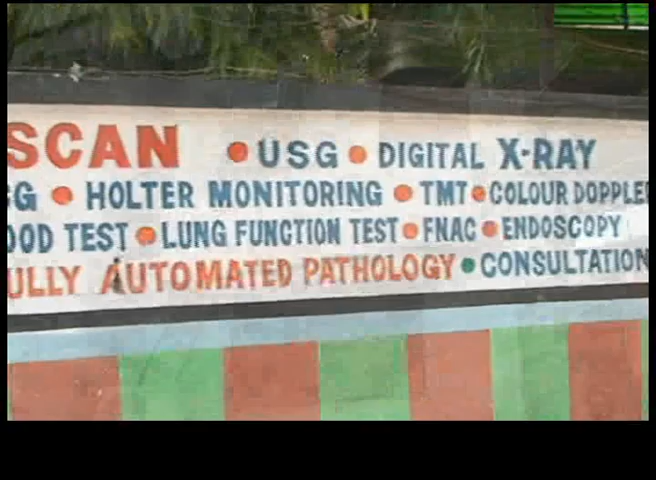 SCAN • USG • DIGITAL X-RAY
• HOLTER MONITORING • TMT • COLOUR DOPPLE
OOD TEST • LUNG FUNCTION TEST • FNAC • ENDOSCOPY
ULLY AUTOMATED PATHOLOGY • CONSULTATION